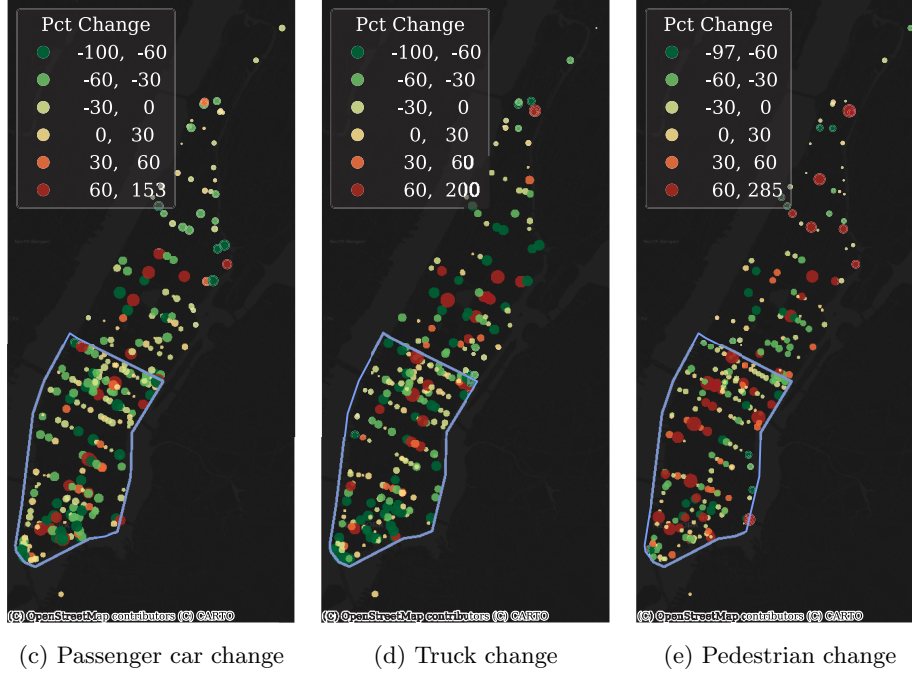 Pct Change
-100, -60
-60, -30
-30, 0
0, 30
30, 60
60, 153
(C) OpenStreetMap contributors (C) CARTO
(c) Passenger car change
Pct Change
-100, -60
-60, -30
-30, 0
0, 30
30, 60
60, 200
(C) OpenStreetMap contributors (C) CARTO
(d) Truck change
Pct Change
-97, -60
-60, -30
-30, 0
0, 30
30, 60
60, 285
(C) OpenStreetMap contributors (C) CARTO
(e) Pedestrian change